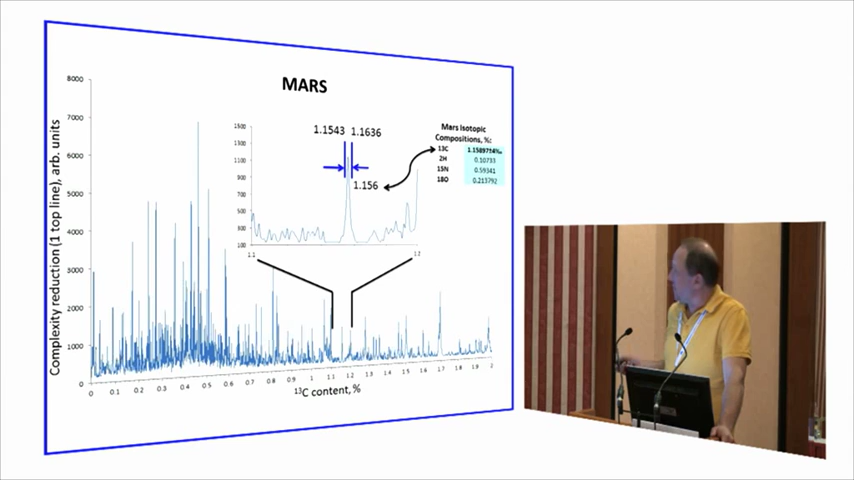 MARS
Complexity reduction (1 top line), arb. units
8000
7000
6000
5000
4000
3000
2000
1000
0
0 0.1 0.2 0.3 0.4 0.5 0.6 0.7 0.8 0.9 1 1.1 1.2 1.3 1.4 1.5 1.6 1.7 1.8 1.9 2
¹³C content, %
1500
1300
1100
900
700
500
300
100
1.1 1.2
1.1543 1.1636
1.156
Mars Isotopic
Compositions, %:
13C
2H 0.10733
15N 0.59341
18O 0.213792